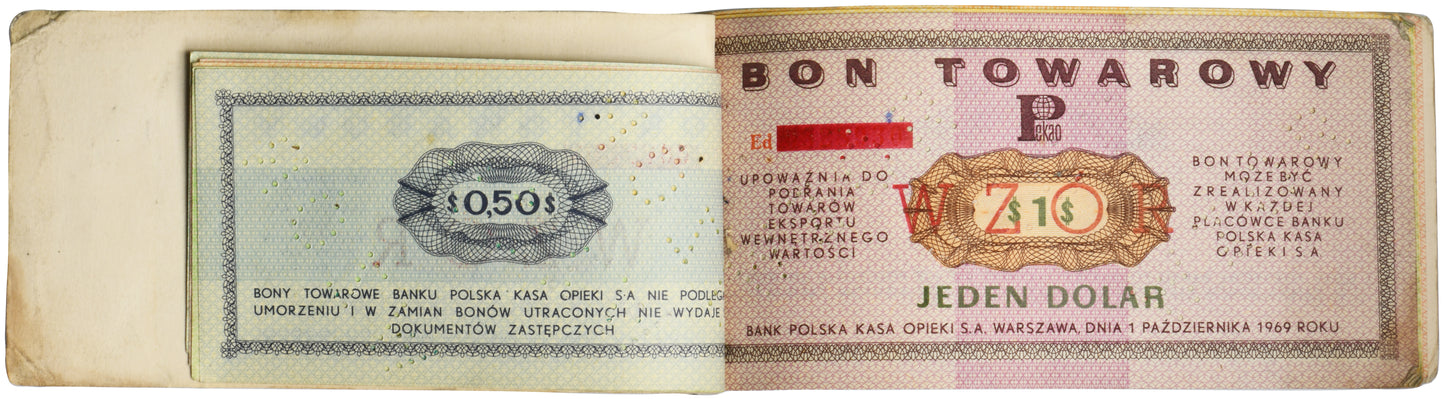 $0,50$
BONY TOWAROWE BANKU POLSKA KASA OPIEKI S·A NIE PODLEGA
UMORZENIU I W ZAMIAN BONÓW UTRACONYCH NIE WYDAJE
DOKUMENTÓW ZASTĘPCZYCH
BON TOWAROWY
Pekao
Ed
UPOWAŻNIA DO
POBRANIA
TOWARÓW
EKSPORTU
WEWNĘTRZNEGO
WARTOŚCI
WZÓR
$1$
BON TOWAROWY
MOŻE BYĆ
ZREALIZOWANY
W KAŻDEJ
PLACÓWCE BANKU
POLSKA KASA
OPIEKI S.A
JEDEN DOLAR
BANK POLSKA KASA OPIEKI S.A. WARSZAWA, DNIA 1 PAŹDZIERNIKA 1969 ROKU